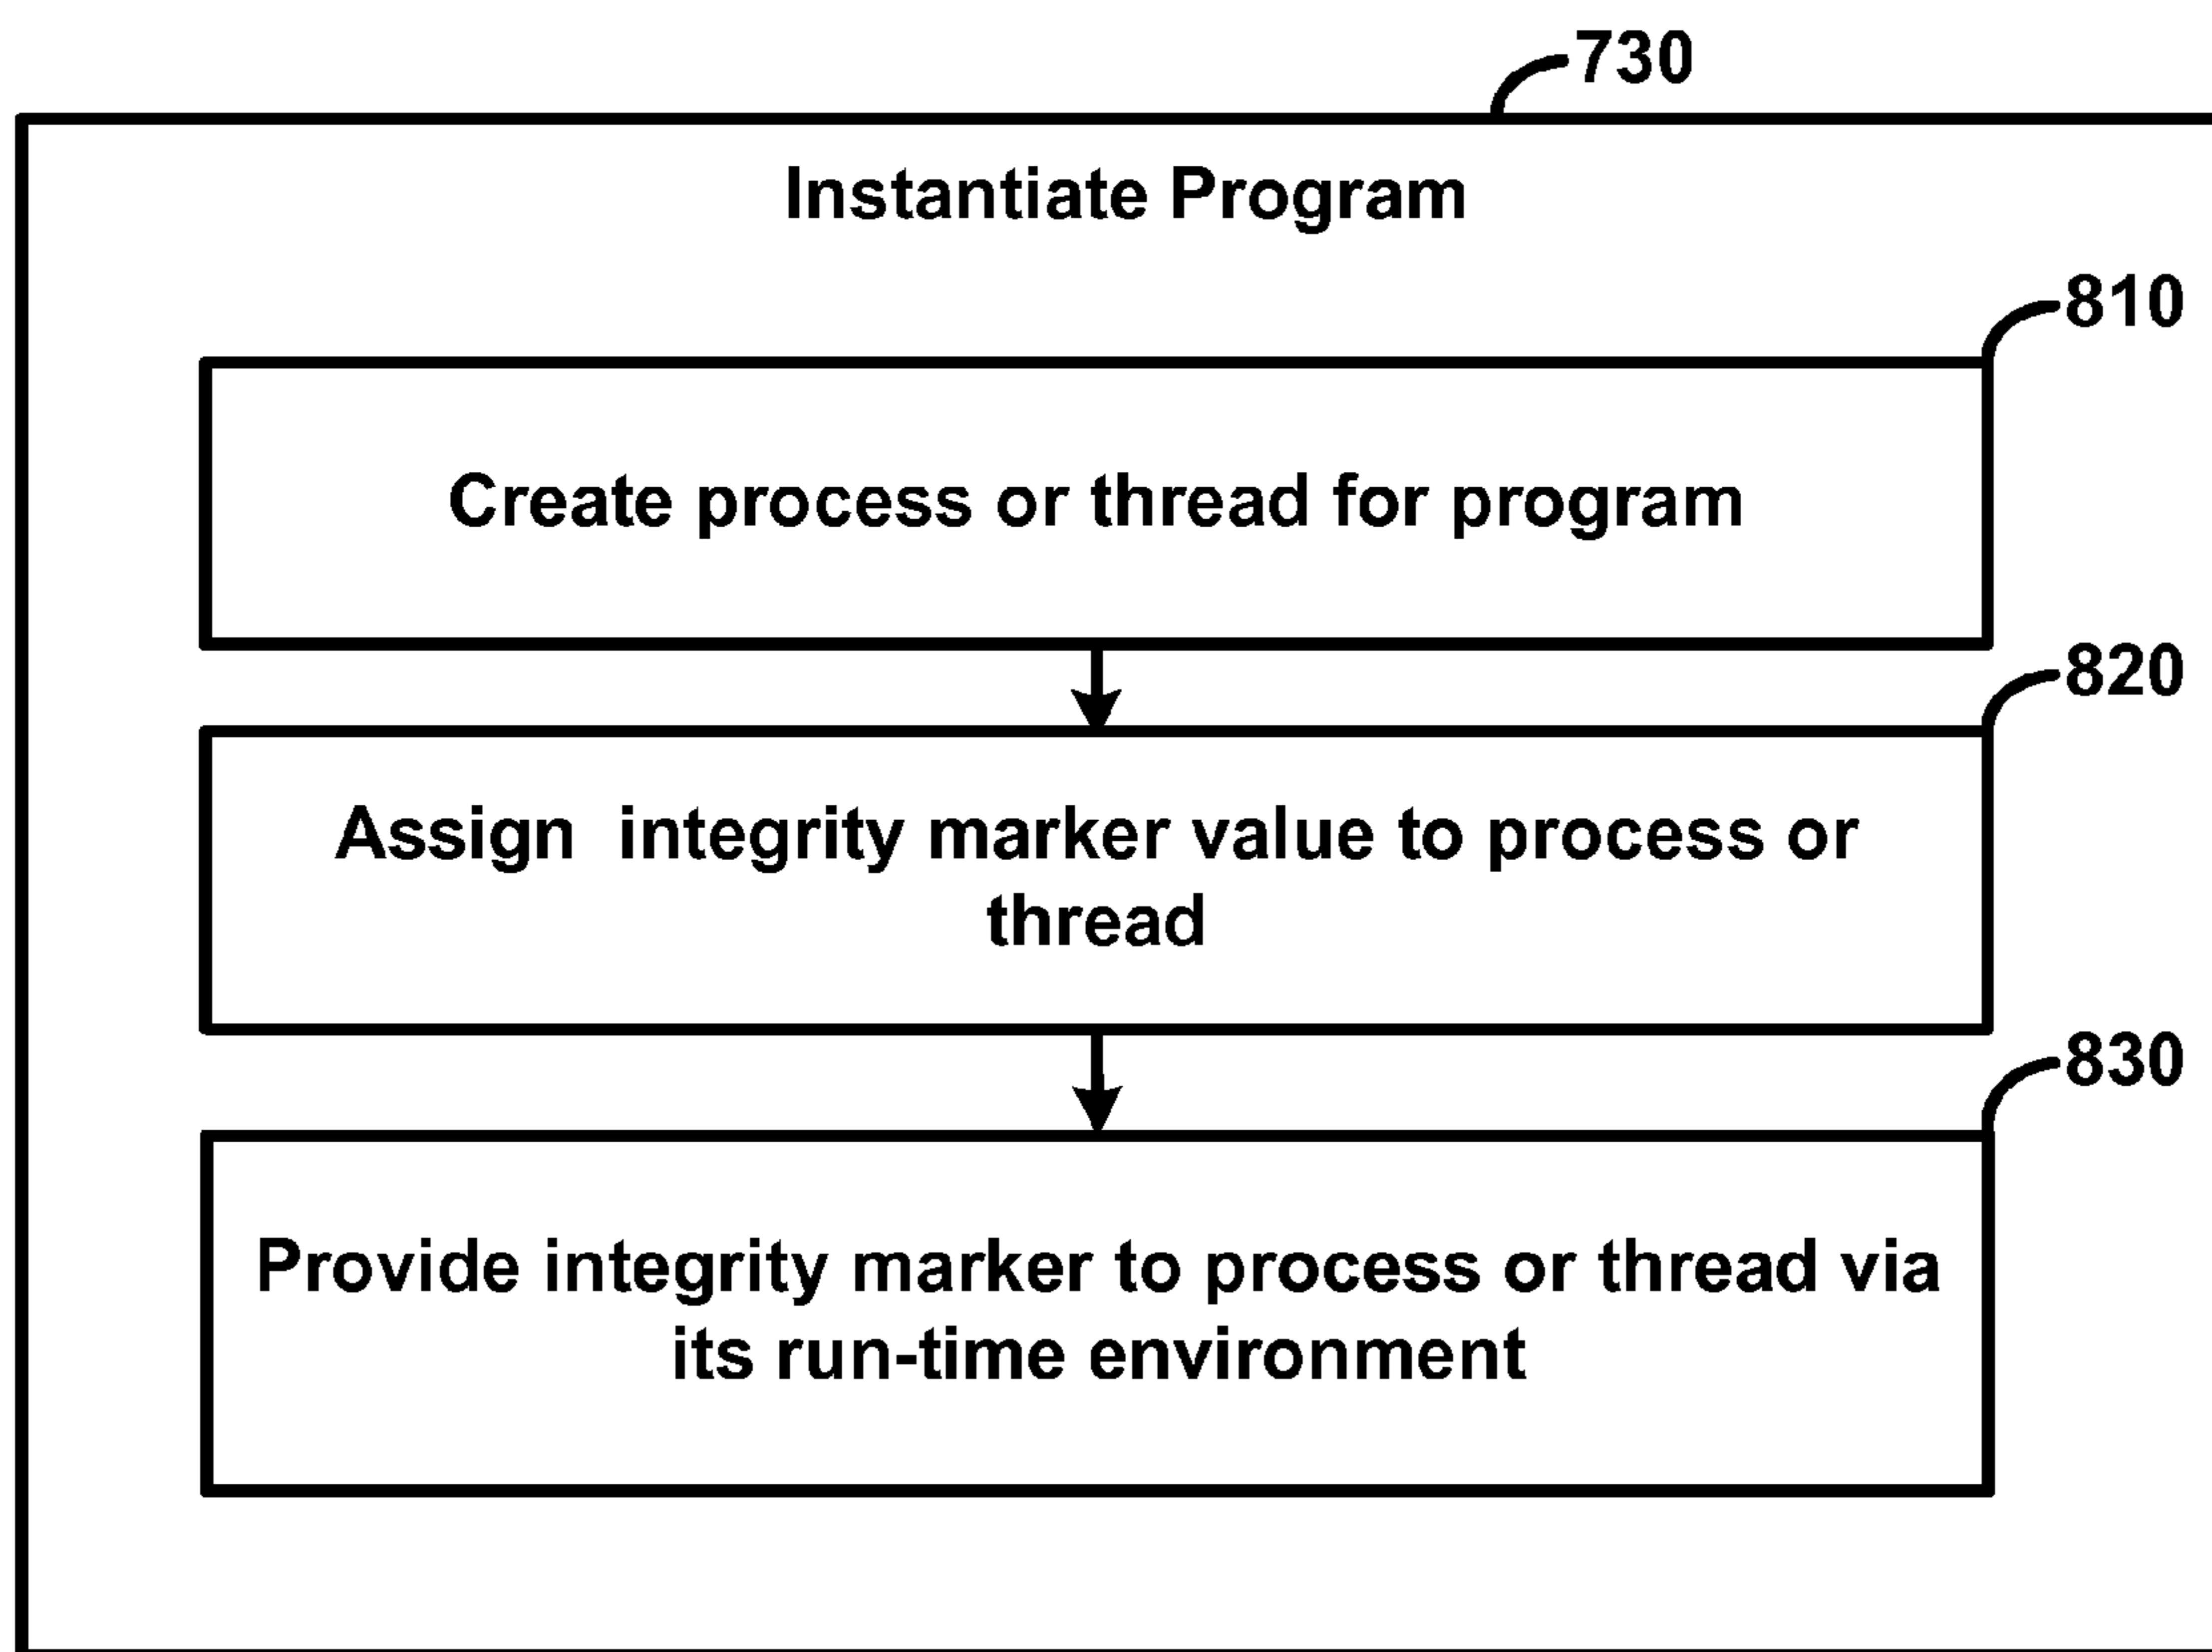 730
Instantiate Program
810
Create process or thread for program
820
Assign integrity marker value to process or
thread
830
Provide integrity marker to process or thread via
its run-time environment